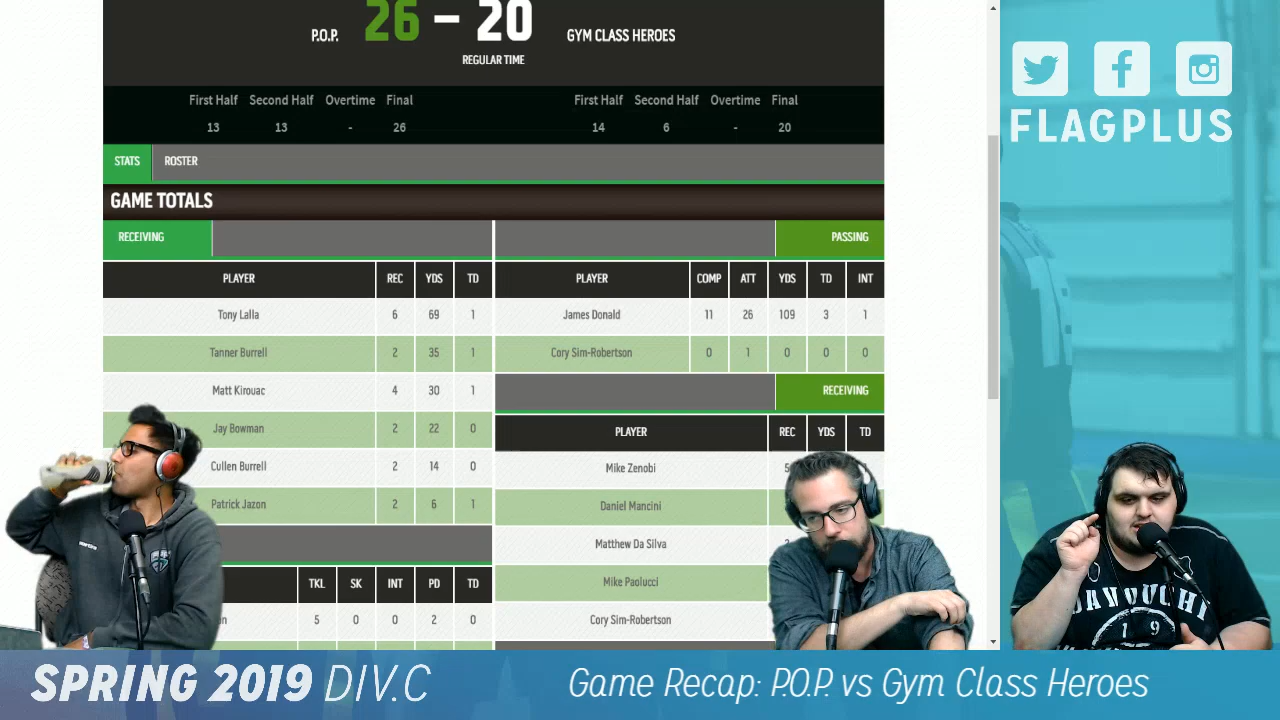 P.O.P. 26 – 20 GYM CLASS HEROES
REGULAR TIME
First Half Second Half Overtime Final First Half Second Half Overtime Final
13 13 - 26 14 6 - 20
STATS ROSTER
GAME TOTALS
RECEIVING PASSING
PLAYER REC YDS TD PLAYER COMP ATT YDS TD INT
Tony Lalla 6 69 1 James Donald 11 26 109 3 1
Tanner Burrell 2 35 1 Cory Sim-Robertson 0 1 0 0 0
Matt Kirouac 4 30 1 RECEIVING
Jay Bowman 2 22 0 PLAYER REC YDS TD
Cullen Burrell 2 14 0 Mike Zenobi
Patrick Jazon 2 6 1 Daniel Mancini
Matthew Da Silva
TKL SK INT PD TD Mike Paolucci
5 0 0 2 0 Cory Sim-Robertson
FLAGPLUS
1 9
SPRING 2019 DIV.C Game Recap: P.O.P. vs Gym Class Heroes